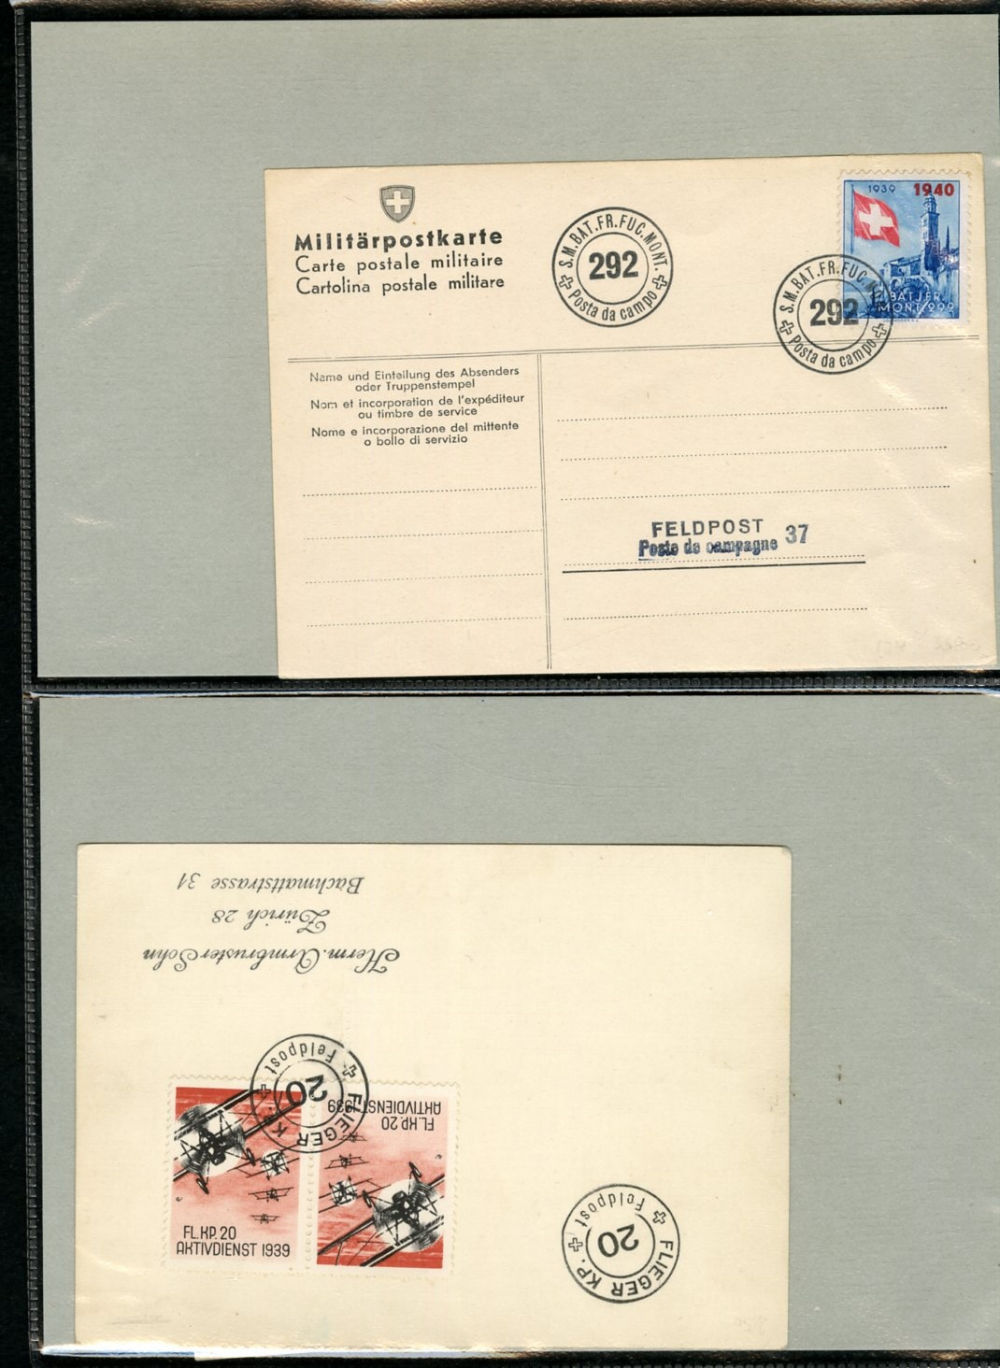 Militärpostkarte
Carte postale militaire
Cartolina postale militare
S.M. BAT. FR. FUC. MONT.
292
Posta da campo
1939 1940
BAT. FR.
MONT. 292
S.M. BAT. FR. FUC.
292
Posta da campo
Name und Einteilung des Absenders
oder Truppenstempel
Nom et incorporation de l'expéditeur
ou timbre de service
Nome e incorporazione del mittente
o bollo di servizio
FELDPOST 37
Poste de campagne
Herm. Armbruster Sohn
Zürich 28
Bachmattstrasse 31
FLIEGER KP.
20
Feldpost
FL.KP. 20
AKTIVDIENST 1939
FL.KP. 20
AKTIVDIENST 1939
FLIEGER KP.
20
Feldpost